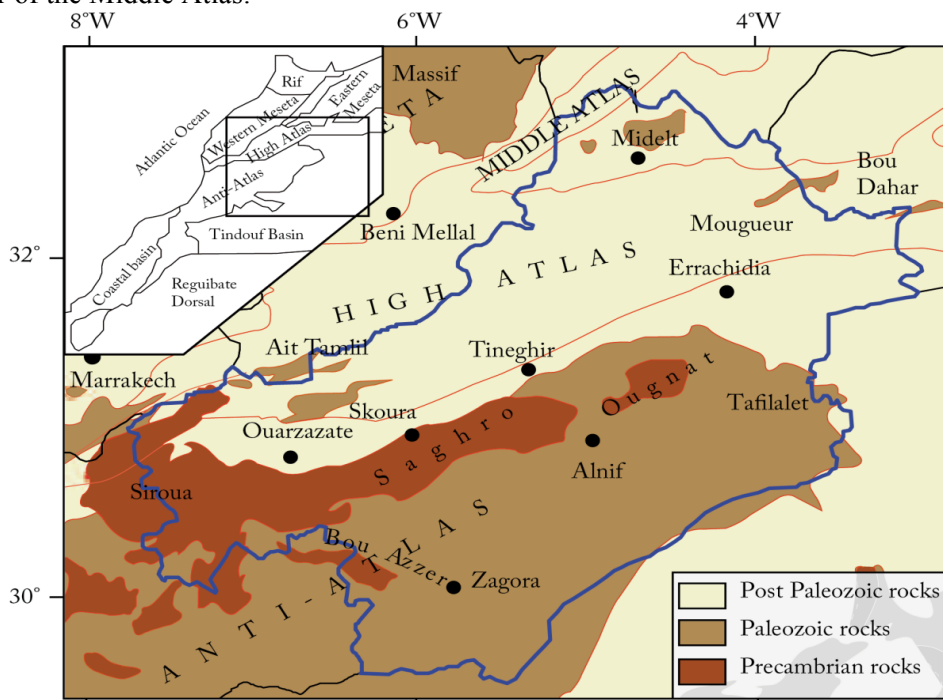 of the Middle Atlas.
8°W
6°W
4°W
32°
30°
Rif
Eastern
Meseta
Western Meseta
High Atlas
Atlantic Ocean
Anti-Atlas
Tindouf Basin
Coastal basin
Reguibate
Dorsal
Massif
ETA
MIDDLE ATLAS
Midelt
Bou
Dahar
Mougueur
Beni Mellal
HIGH ATLAS
Errachidia
Ait Tamlil
Tineghir
Marrakech
Skoura
Ouarzazate
Saghro
Ougnat
Tafilalet
Alnif
Siroua
Bou Azzer
Zagora
ANTI-ATLAS
Post Paleozoic rocks
Paleozoic rocks
Precambrian rocks